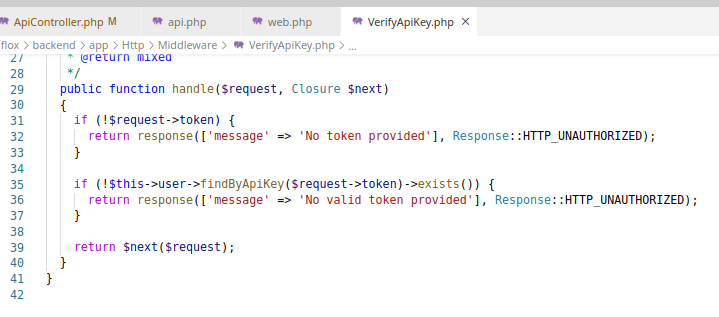 ApiController.php M api.php web.php VerifyApiKey.php ×
flox > backend > app > Http > Middleware > VerifyApiKey.php > ...
27 * @return mixed
28 */
29 public function handle($request, Closure $next)
30 {
31 if (!$request->token) {
32 return response(['message' => 'No token provided'], Response::HTTP_UNAUTHORIZED);
33 }
34
35 if (!$this->user->findByApiKey($request->token)->exists()) {
36 return response(['message' => 'No valid token provided'], Response::HTTP_UNAUTHORIZED);
37 }
38
39 return $next($request);
40 }
41 }
42